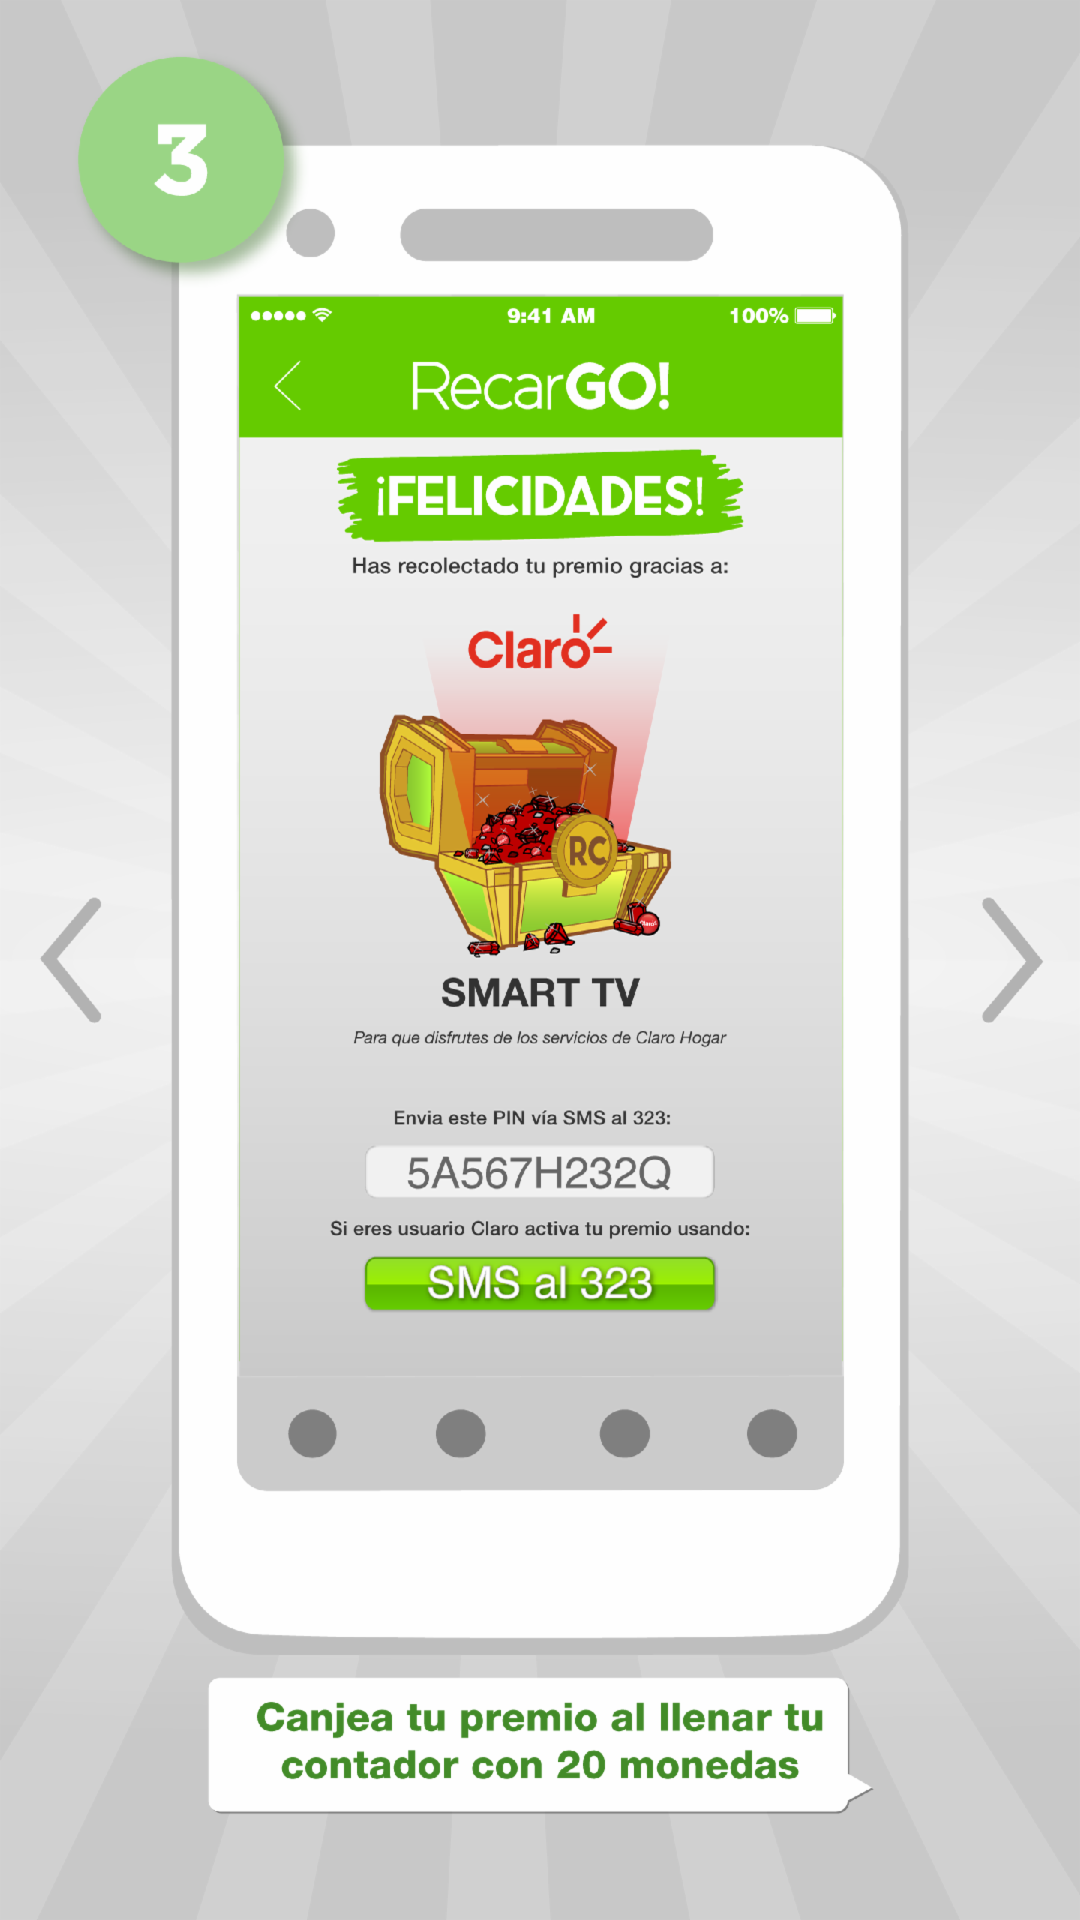 3
9:41 AM 100%
RecarGO!
¡FELICIDADES!
Has recolectado tu premio gracias a:
Claro
RC
SMART TV
Para que disfrutes de los servicios de Claro Hogar
Envia este PIN vía SMS al 323:
5A567H232Q
Si eres usuario Claro activa tu premio usando:
SMS al 323
Canjea tu premio al llenar tu
contador con 20 monedas